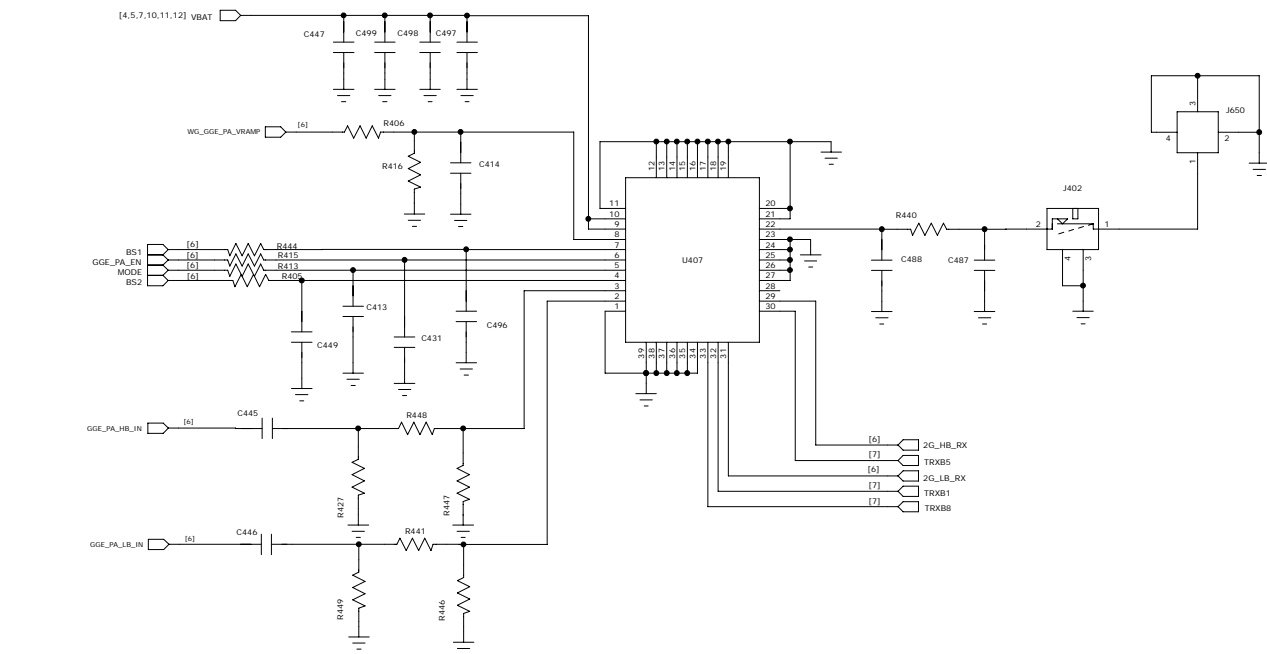 [4,5,7,10,11,12] VBAT
C447 C499 C498 C497
WG_GGE_PA_VRAMP [6] R406
R416 C414
J650
3
4 2
1
J402
12 13 14 15 16 17 18 19
11
10
9
8
7
6
5
4
3
2
1
U407
20
21
22
23
24
25
26
27
28
29
30
39 38 37 36 35 34 33 32 31
R440
C488 C487
2 1
4 3
BS1 [6] R444
GGE_PA_EN [6] R415
MODE [6] R413
BS2 [6] R405
C449 C413 C431 C496
GGE_PA_HB_IN [6] C445 R448
R427 R447
GGE_PA_LB_IN [6] C446 R441
R449 R446
[6] 2G_HB_RX
[7] TRXB5
[6] 2G_LB_RX
[7] TRXB1
[7] TRXB8